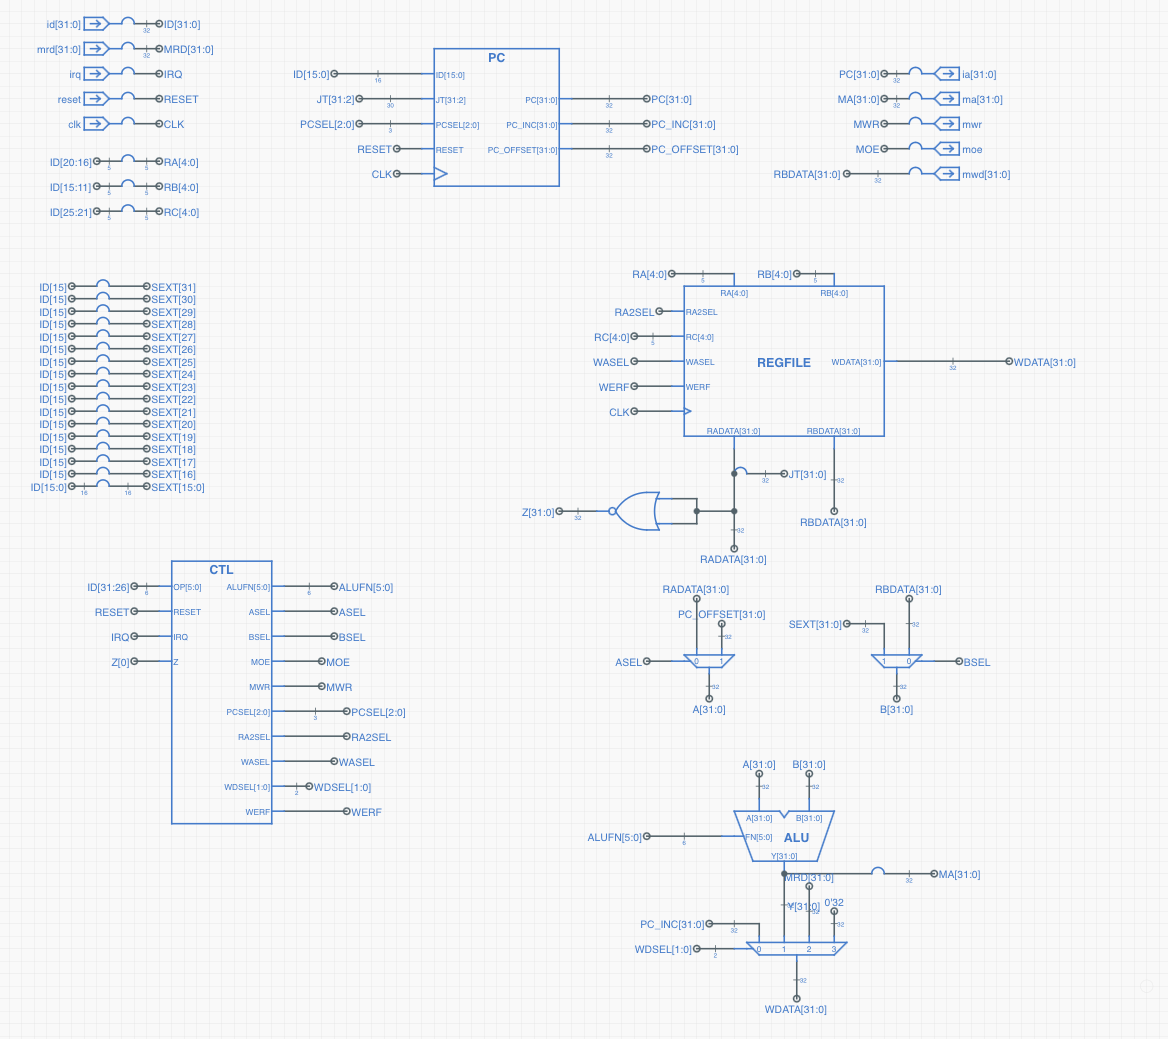 id[31:0] ID[31:0]
32
mrd[31:0] MRD[31:0]
32
irq IRQ
reset RESET
clk CLK
ID[20:16] RA[4:0]
5 5
ID[15:11] RB[4:0]
5 5
ID[25:21] RC[4:0]
5 5
PC
ID[15:0] ID[15:0]
16
JT[31:2] JT[31:2] PC[31:0] PC[31:0]
30 32
PCSEL[2:0] PCSEL[2:0] PC_INC[31:0] PC_INC[31:0]
3 32
RESET RESET PC_OFFSET[31:0] PC_OFFSET[31:0]
32
CLK
PC[31:0] ia[31:0]
32
MA[31:0] ma[31:0]
32
MWR mwr
MOE moe
RBDATA[31:0] mwd[31:0]
32
ID[15] SEXT[31]
ID[15] SEXT[30]
ID[15] SEXT[29]
ID[15] SEXT[28]
ID[15] SEXT[27]
ID[15] SEXT[26]
ID[15] SEXT[25]
ID[15] SEXT[24]
ID[15] SEXT[23]
ID[15] SEXT[22]
ID[15] SEXT[21]
ID[15] SEXT[20]
ID[15] SEXT[19]
ID[15] SEXT[18]
ID[15] SEXT[17]
ID[15] SEXT[16]
ID[15:0] SEXT[15:0]
16 16
RA[4:0] RB[4:0]
5 5
RA[4:0] RB[4:0]
RA2SEL RA2SEL
RC[4:0] RC[4:0]
5
WASEL WASEL REGFILE WDATA[31:0] WDATA[31:0]
32
WERF WERF
CLK
RADATA[31:0] RBDATA[31:0]
JT[31:0]
32 32
Z[31:0]
32
RBDATA[31:0]
32
RADATA[31:0]
CTL
ID[31:26] OP[5:0] ALUFN[5:0] ALUFN[5:0]
6 6
RESET RESET ASEL ASEL
IRQ IRQ BSEL BSEL
Z[0] Z MOE MOE
MWR MWR
PCSEL[2:0] PCSEL[2:0]
3
RA2SEL RA2SEL
WASEL WASEL
WDSEL[1:0] WDSEL[1:0]
2
WERF WERF
RADATA[31:0]
PC_OFFSET[31:0]
32
ASEL 0 1
32
A[31:0]
RBDATA[31:0]
SEXT[31:0]
32 32
1 0 BSEL
32
B[31:0]
A[31:0] B[31:0]
32 32
A[31:0] B[31:0]
ALUFN[5:0] FN[5:0] ALU
6
Y[31:0]
MA[31:0]
32
MRD[31:0]
32 Y[31:0] 32 0'32
PC_INC[31:0] 32
32
WDSEL[1:0] 0 1 2 3
2
32
WDATA[31:0]